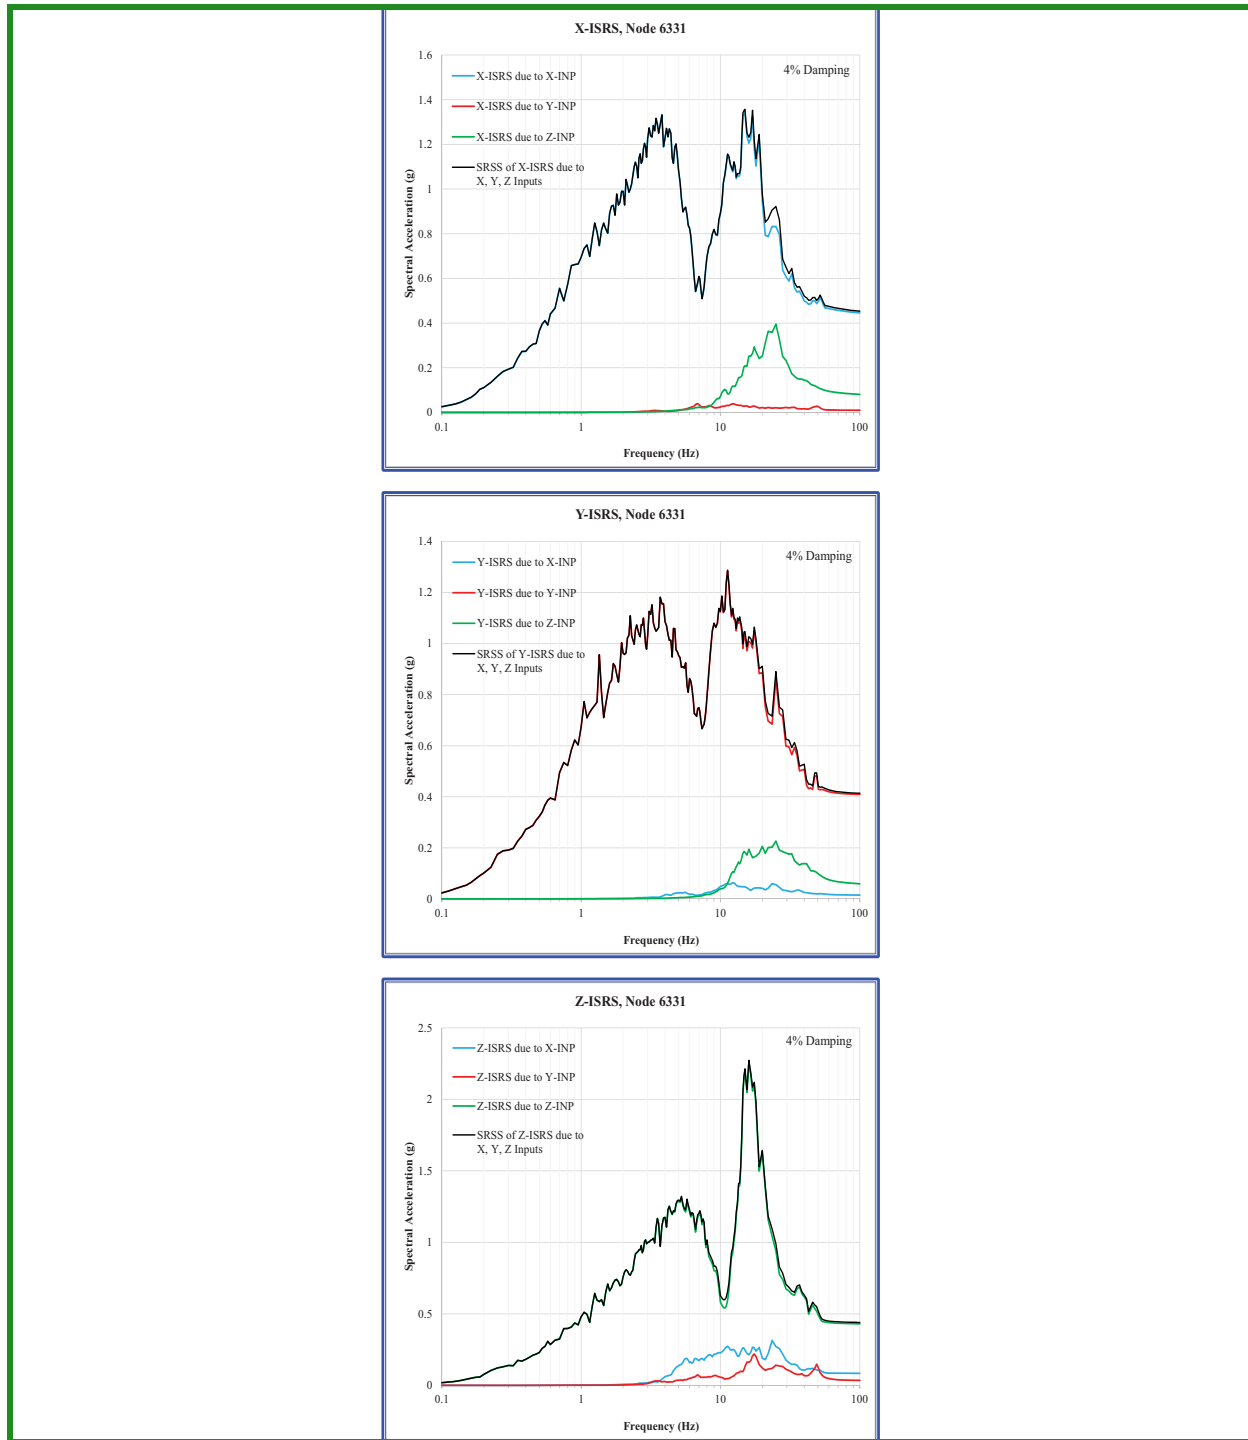 X-ISRS, Node 6331
1.6
4% Damping
X-ISRS due to X-INP
1.4
X-ISRS due to Y-INP
1.2
X-ISRS due to Z-INP
SRSS of X-ISRS due to
X, Y, Z Inputs
1
0.8
0.6
0.4
0.2
0
Spectral Acceleration (g)
0.1 1 10 100
Frequency (Hz)
Y-ISRS, Node 6331
1.4
4% Damping
Y-ISRS due to X-INP
1.2
Y-ISRS due to Y-INP
Y-ISRS due to Z-INP
1
SRSS of Y-ISRS due to
X, Y, Z Inputs
0.8
0.6
0.4
0.2
0
Spectral Acceleration (g)
0.1 1 10 100
Frequency (Hz)
Z-ISRS, Node 6331
2.5
4% Damping
Z-ISRS due to X-INP
Z-ISRS due to Y-INP
2
Z-ISRS due to Z-INP
SRSS of Z-ISRS due to
X, Y, Z Inputs
1.5
1
0.5
0
Spectral Acceleration (g)
0.1 1 10 100
Frequency (Hz)